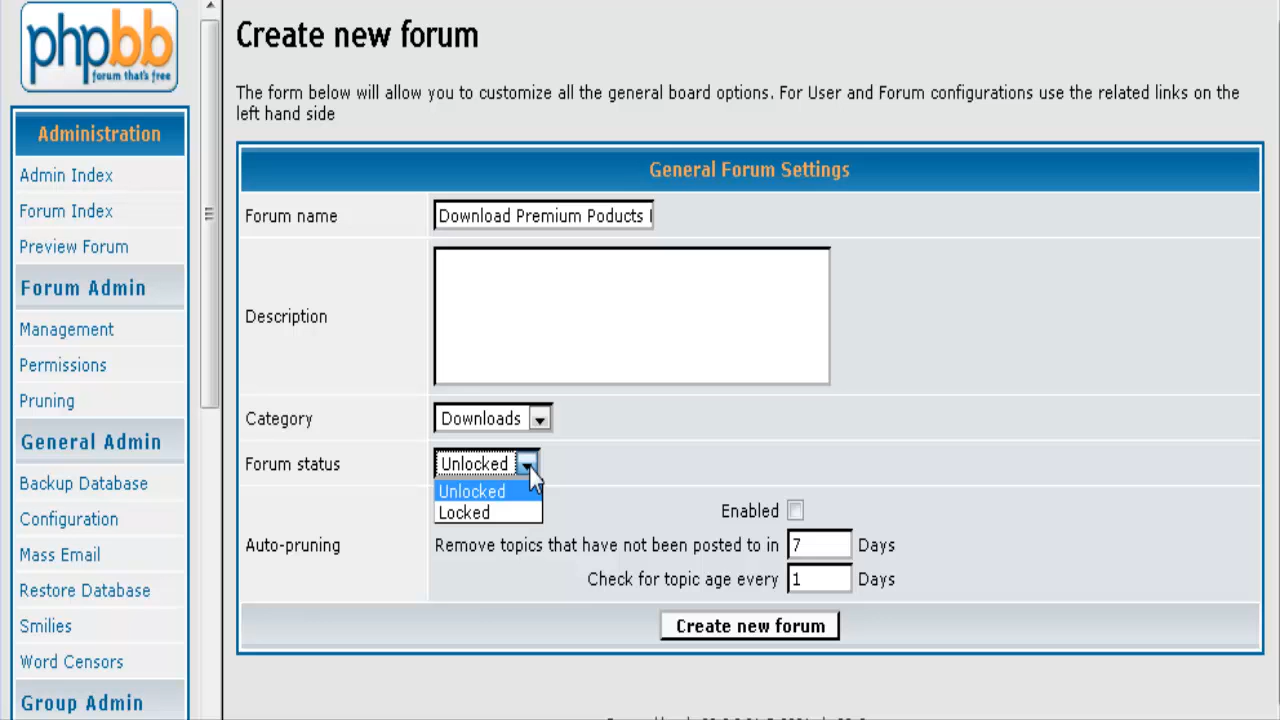 phpbb
forum that's free
Administration
Admin Index
Forum Index
Preview Forum
Forum Admin
Management
Permissions
Pruning
General Admin
Backup Database
Configuration
Mass Email
Restore Database
Smilies
Word Censors
Group Admin
Create new forum
The form below will allow you to customize all the general board options. For User and Forum configurations use the related links on the
left hand side
General Forum Settings
Forum name
Download Premium Poducts
Description
Category
Downloads
Forum status
Unlocked
Unlocked
Locked
Auto-pruning
Enabled
Remove topics that have not been posted to in 7 Days
Check for topic age every 1 Days
Create new forum